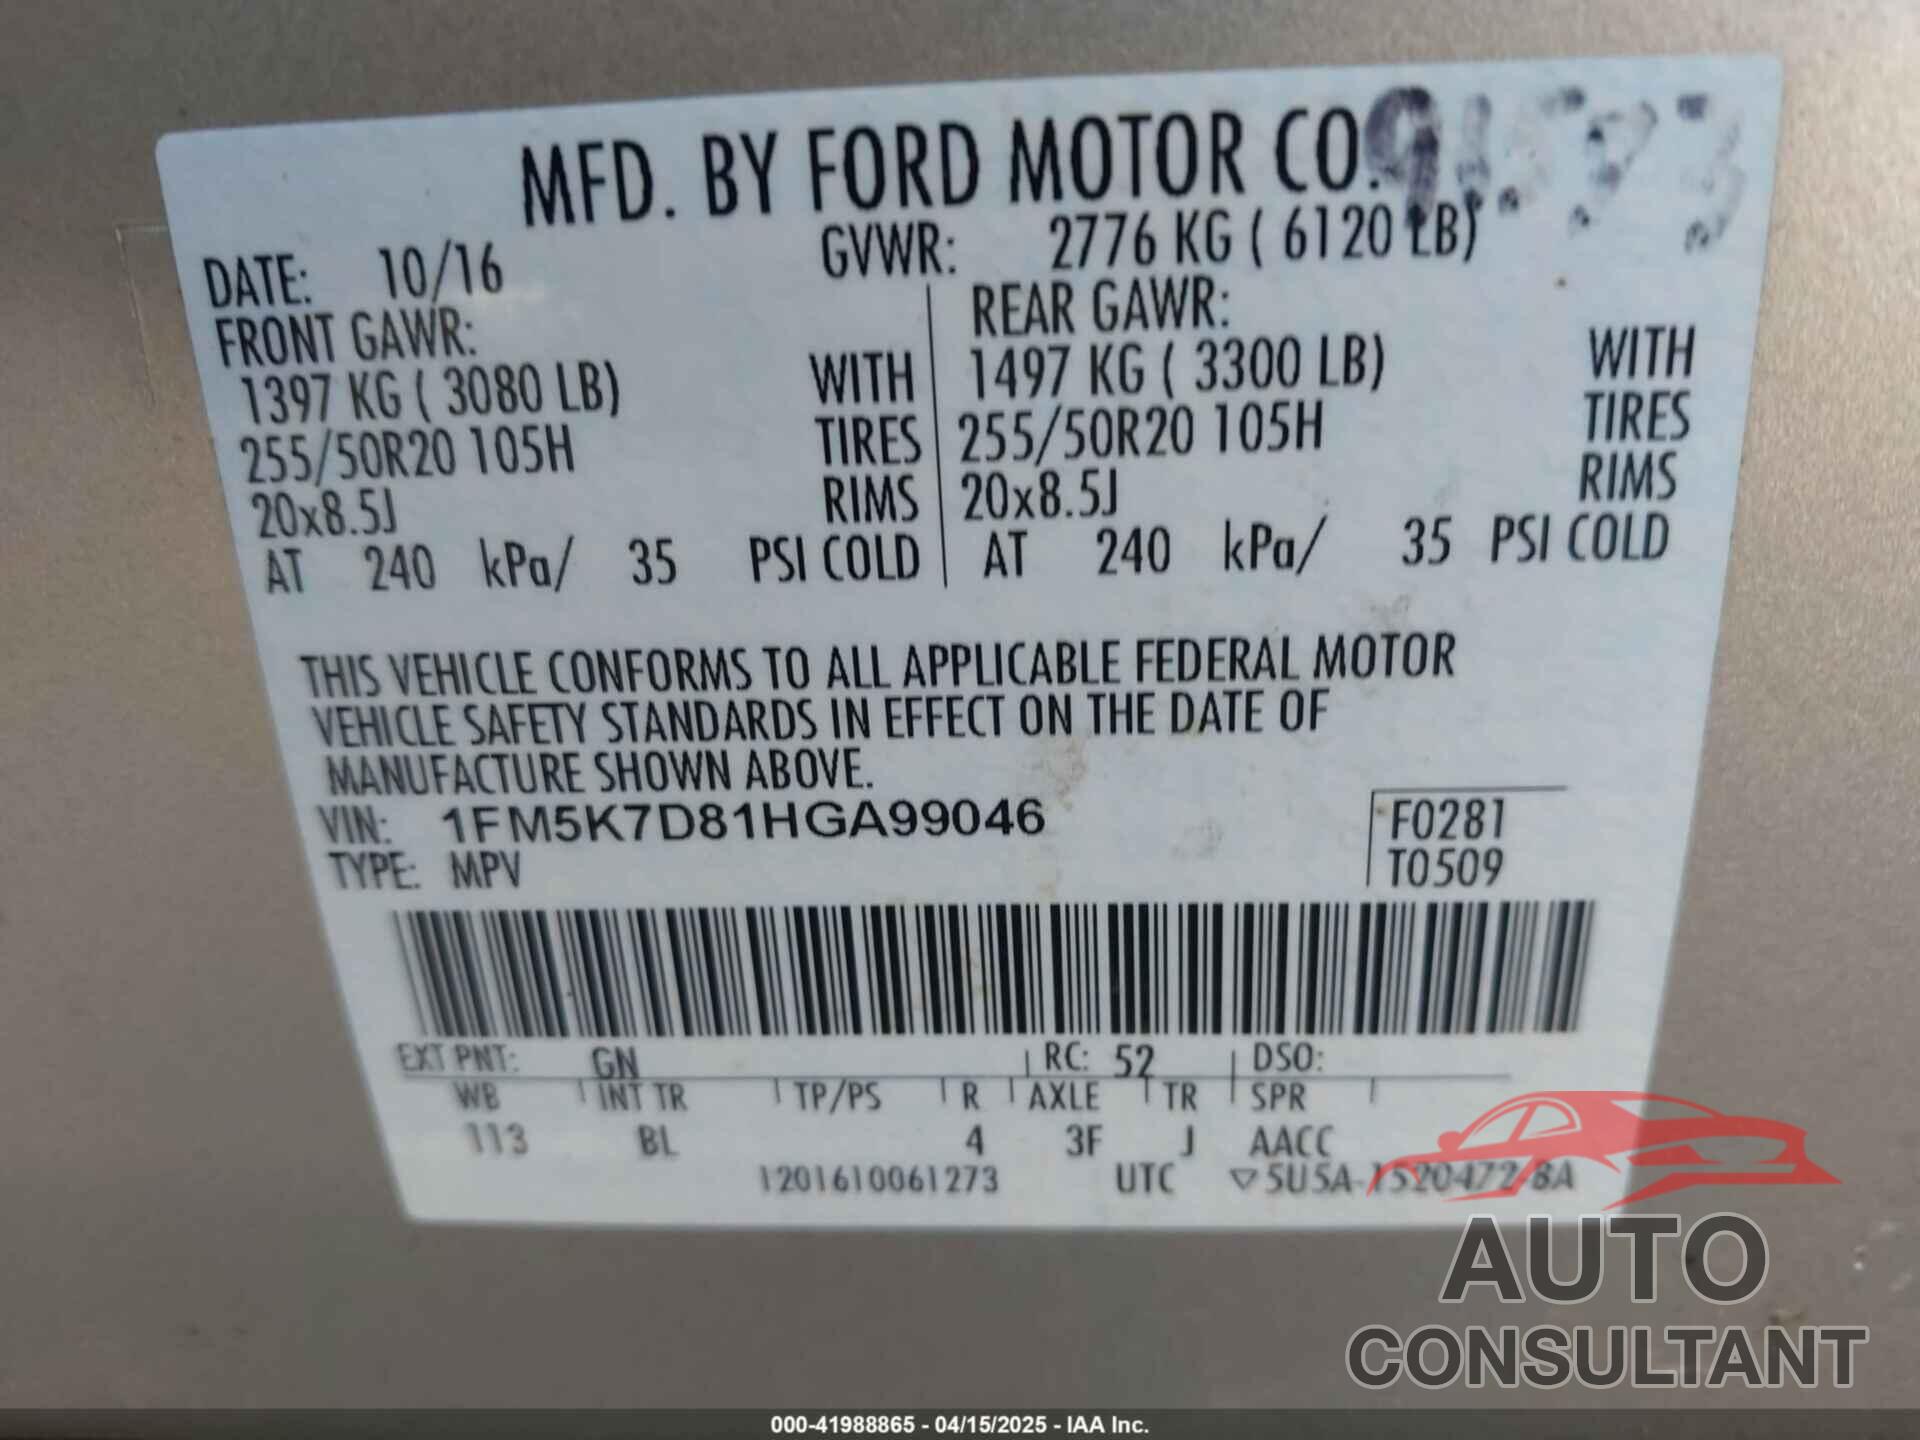 MFD. BY FORD MOTOR CO.
DATE: 10/16 GVWR: 2776 KG ( 6120 LB)
FRONT GAWR: REAR GAWR:
1397 KG ( 3080 LB) WITH 1497 KG ( 3300 LB) WITH
255/50R20 105H TIRES 255/50R20 105H TIRES
20x8.5J RIMS 20x8.5J RIMS
AT 240 kPa/ 35 PSI COLD AT 240 kPa/ 35 PSI COLD
THIS VEHICLE CONFORMS TO ALL APPLICABLE FEDERAL MOTOR
VEHICLE SAFETY STANDARDS IN EFFECT ON THE DATE OF
MANUFACTURE SHOWN ABOVE.
VIN: 1FM5K7D81HGA99046 F0281
TYPE: MPV T0509
EXT PNT: GN RC: 52 DSO:
WB INT TR TP/PS R AXLE TR SPR
113 BL 4 3F J AACC
1201610061273 UTC ▽5U5A-1520472-BA
AUTO
CONSULTANT
000-41988865 - 04/15/2025 - IAA Inc.